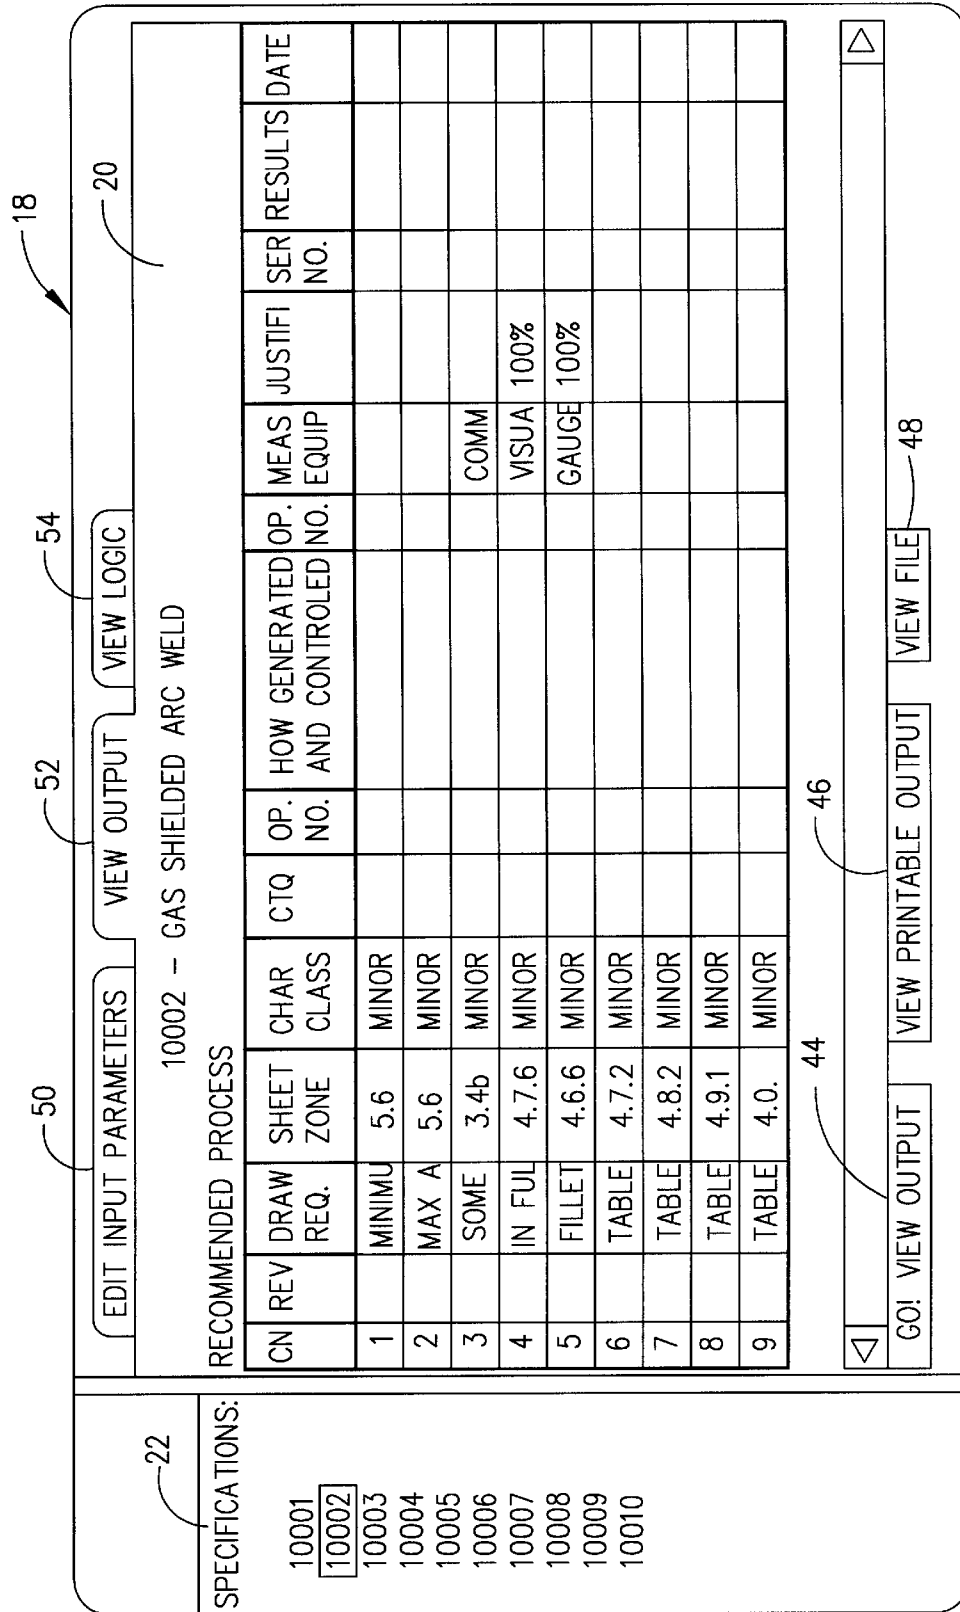 18
50
52
54
20
EDIT INPUT PARAMETERS
VIEW OUTPUT
VIEW LOGIC
22
SPECIFICATIONS:
10001
10002
10003
10004
10005
10006
10007
10008
10009
10010
10002 – GAS SHIELDED ARC WELD
RECOMMENDED PROCESS
CN REV DRAW REQ. SHEET ZONE CHAR CLASS CTQ OP. NO. HOW GENERATED AND CONTROLED OP. NO. MEAS EQUIP JUSTIFI SER NO. RESULTS DATE
1 MINIMU 5.6 MINOR
2 MAX A 5.6 MINOR
3 SOME 3.4b MINOR COMM
4 IN FUL 4.7.6 MINOR VISUA 100%
5 FILLET 4.6.6 MINOR GAUGE 100%
6 TABLE 4.7.2 MINOR
7 TABLE 4.8.2 MINOR
8 TABLE 4.9.1 MINOR
9 TABLE 4.0. MINOR
44
46
48
GO! VIEW OUTPUT
VIEW PRINTABLE OUTPUT
VIEW FILE